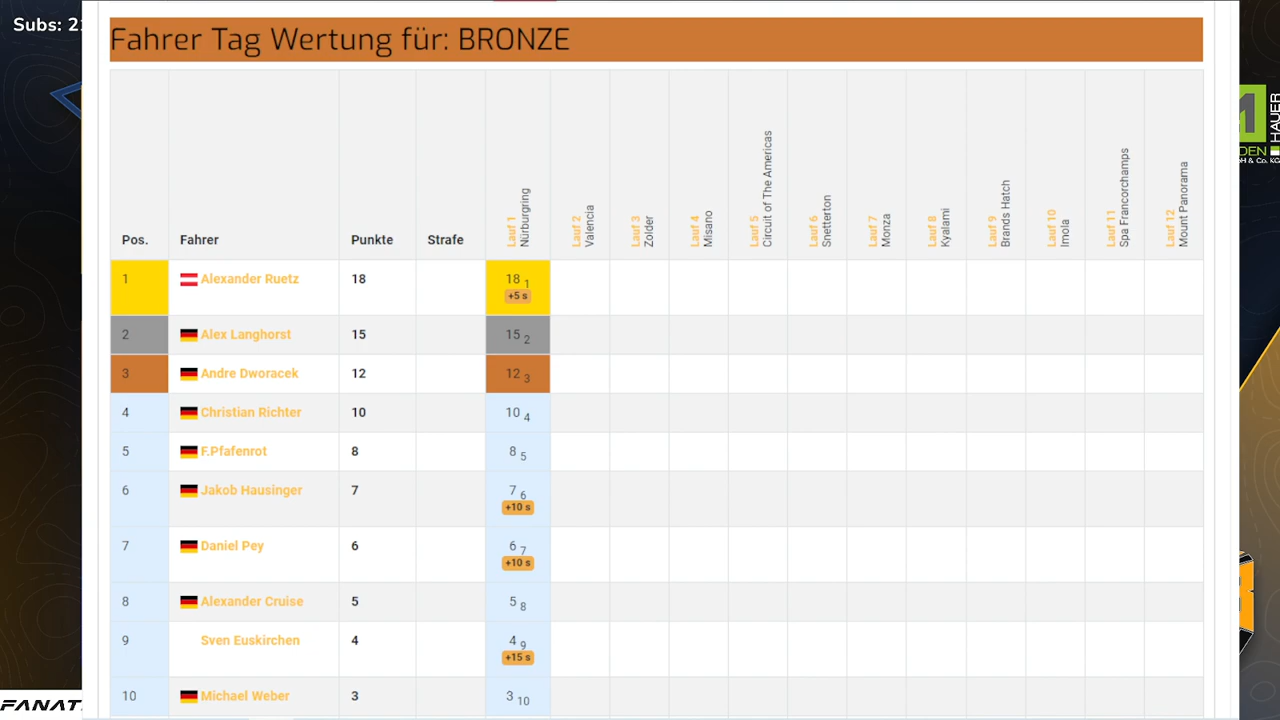 Subs: 2
Fahrer Tag Wertung für: BRONZE
Pos. Fahrer Punkte Strafe
Lauf 1 Nürburgring
Lauf 2 Valencia
Lauf 3 Zolder
Lauf 4 Misano
Lauf 5 Circuit of The Americas
Lauf 6 Snetterton
Lauf 7 Monza
Lauf 8 Kyalami
Lauf 9 Brands Hatch
Lauf 10 Imola
Lauf 11 Spa Francorchamps
Lauf 12 Mount Panorama
1 Alexander Ruetz 18 18 1
+5 s
2 Alex Langhorst 15 15 2
3 Andre Dworacek 12 12 3
4 Christian Richter 10 10 4
5 F.Pfafenrot 8 8 5
6 Jakob Hausinger 7 7 6
+10 s
7 Daniel Pey 6 6 7
+10 s
8 Alexander Cruise 5 5 8
9 Sven Euskirchen 4 4 9
+15 s
10 Michael Weber 3 3 10
HAUER
DEN
H & Co. KG
FANAT